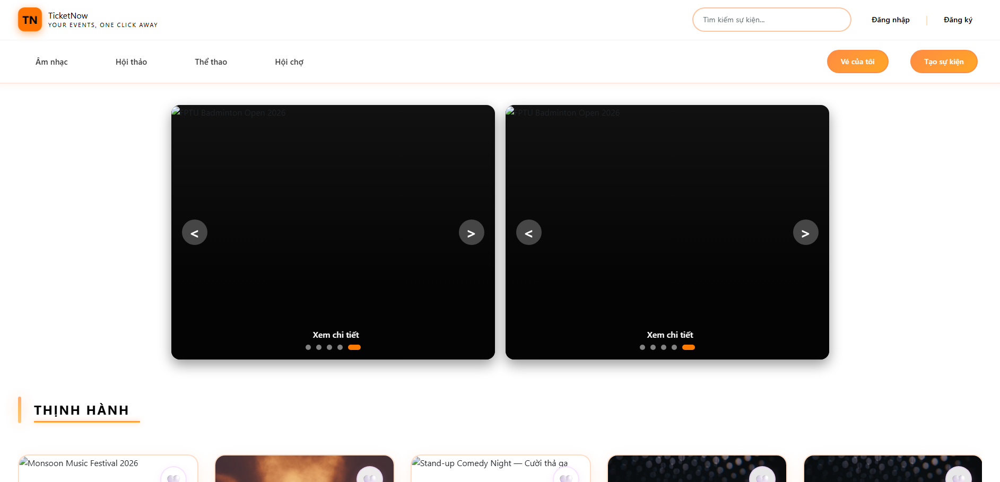 TN
TicketNow
YOUR EVENTS, ONE CLICK AWAY
Tìm kiếm sự kiện...
Đăng nhập
Đăng ký
Âm nhạc
Hội thảo
Thể thao
Hội chợ
Vé của tôi
Tạo sự kiện
FPTU Badminton Open 2026
<
>
Xem chi tiết
FPTU Badminton Open 2026
<
>
Xem chi tiết
THỊNH HÀNH
Monsoon Music Festival 2026
Stand-up Comedy Night — Cười thả ga